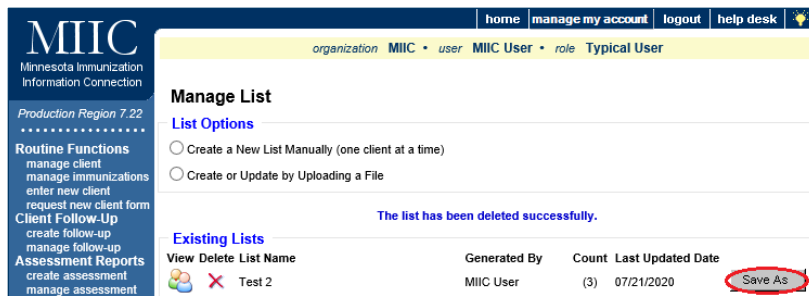 home manage my account logout help desk
MIIC
Minnesota Immunization
Information Connection
organization MIIC • user MIIC User • role Typical User
Production Region 7.22
Routine Functions
manage client
manage immunizations
enter new client
request new client form
Client Follow-Up
create follow-up
manage follow-up
Assessment Reports
create assessment
manage assessment
Manage List
List Options
Create a New List Manually (one client at a time)
Create or Update by Uploading a File
The list has been deleted successfully.
Existing Lists
View Delete List Name Generated By Count Last Updated Date
Test 2 MIIC User (3) 07/21/2020 Save As